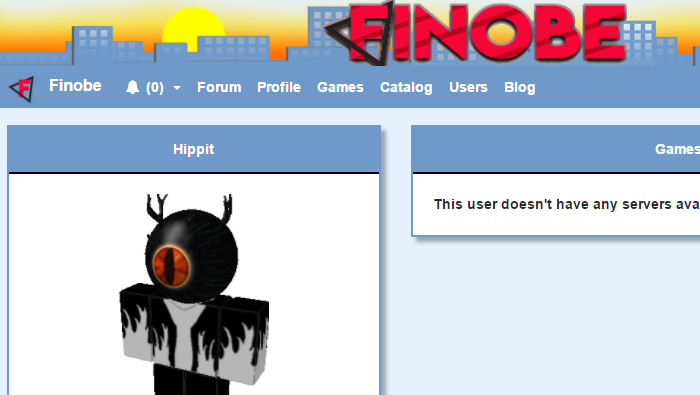 FINOBE
Finobe (0) Forum Profile Games Catalog Users Blog
Hippit
Games
This user doesn't have any servers ava